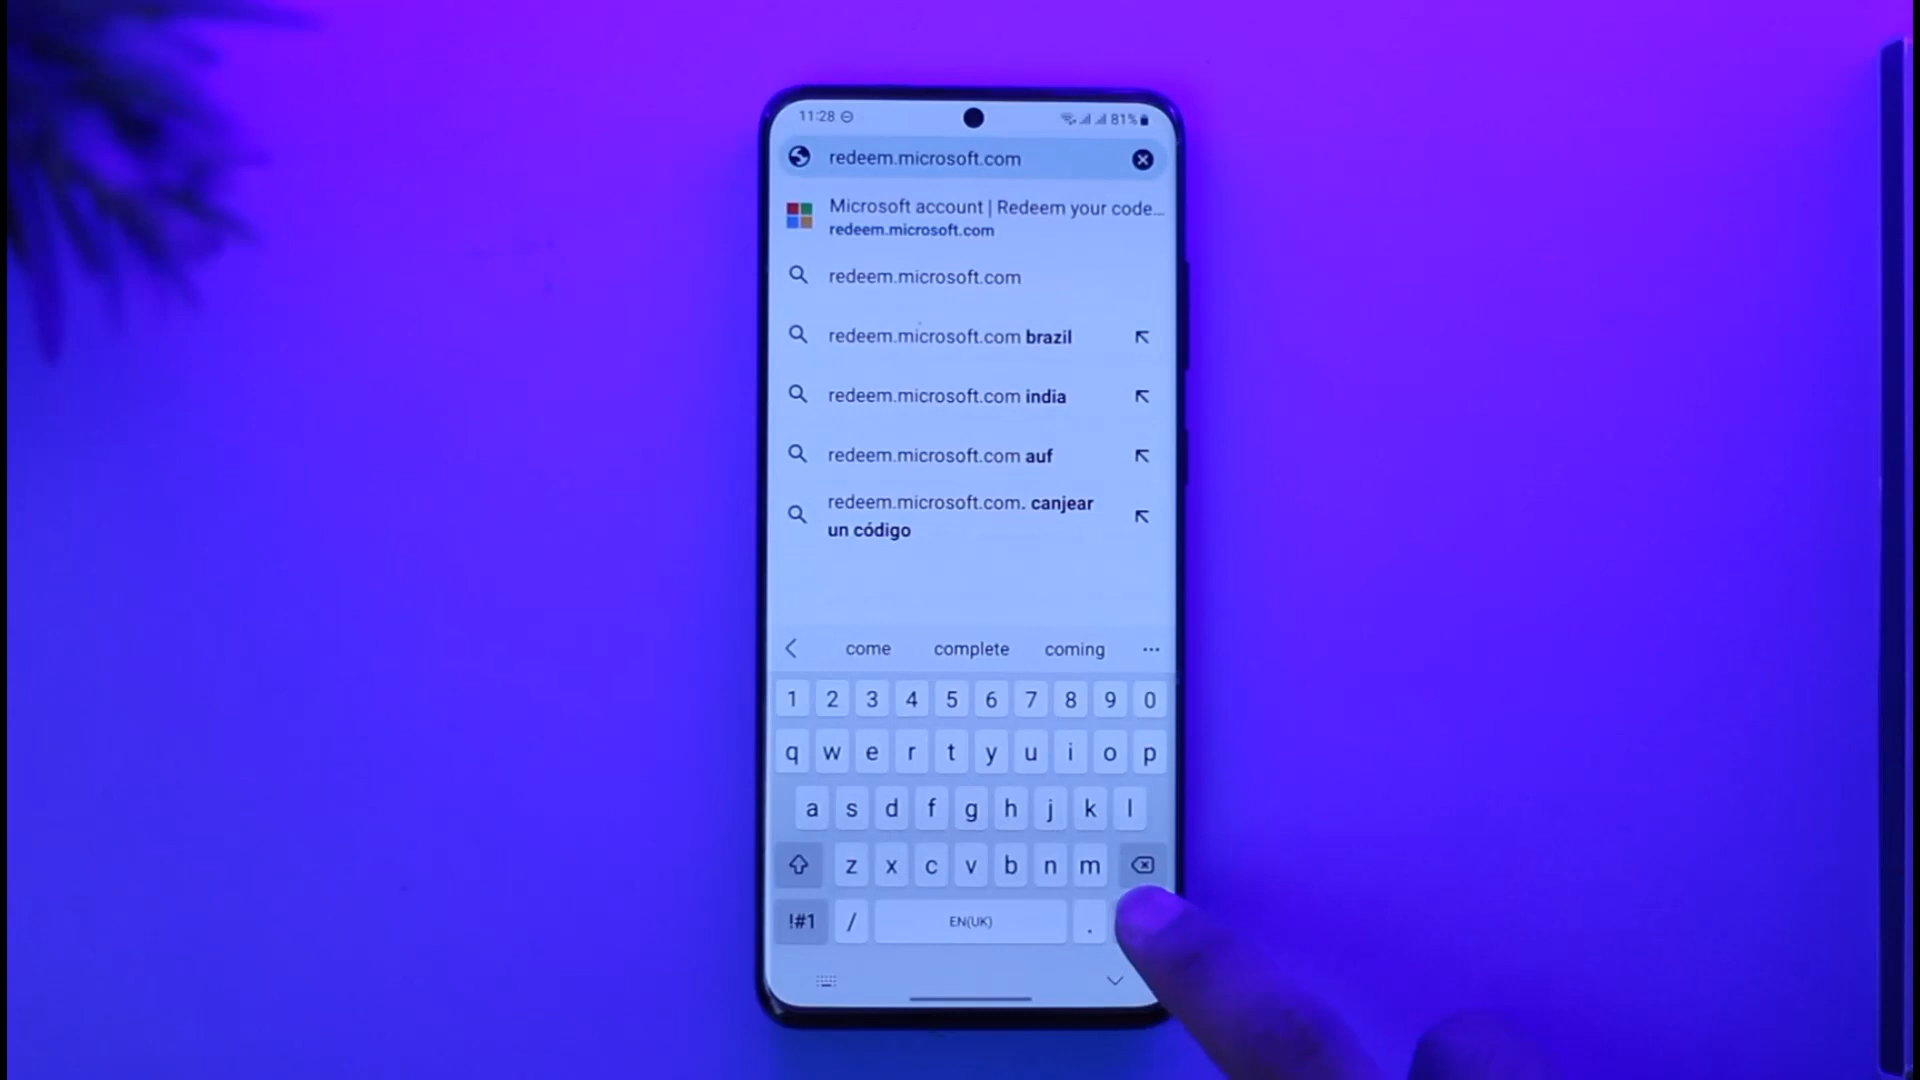 11:28
81%
redeem.microsoft.com
Microsoft account | Redeem your code...
redeem.microsoft.com
redeem.microsoft.com
redeem.microsoft.com brazil
redeem.microsoft.com india
redeem.microsoft.com auf
redeem.microsoft.com. canjear
un código
come complete coming ...
1 2 3 4 5 6 7 8 9 0
q w e r t y u i o p
a s d f g h j k l
z x c v b n m
!#1 / EN(UK) .